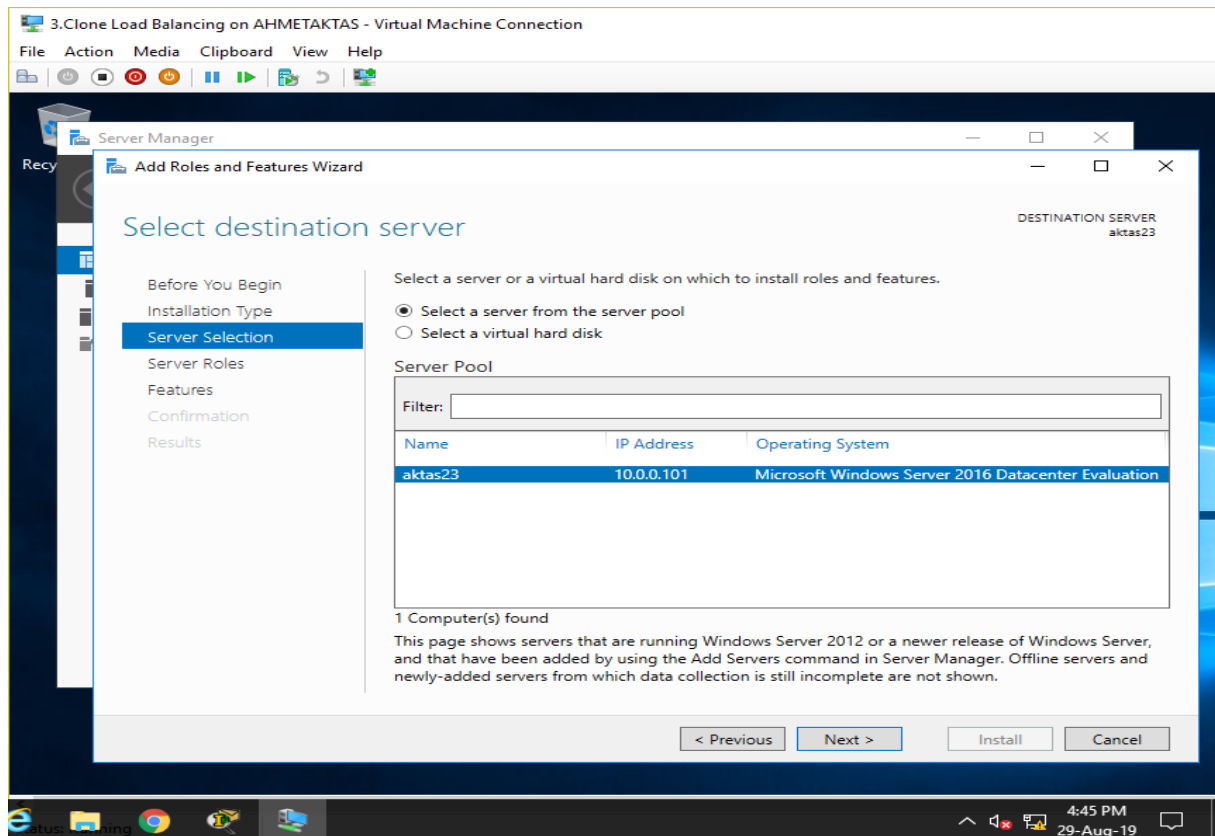 3.Clone Load Balancing on AHMETAKTAS - Virtual Machine Connection
File Action Media Clipboard View Help
Server Manager
Recy
Add Roles and Features Wizard
Select destination server
DESTINATION SERVER
aktas23
Before You Begin
Installation Type
Server Selection
Server Roles
Features
Confirmation
Results
Select a server or a virtual hard disk on which to install roles and features.
Select a server from the server pool
Select a virtual hard disk
Server Pool
Filter:
Name IP Address Operating System
aktas23 10.0.0.101 Microsoft Windows Server 2016 Datacenter Evaluation
1 Computer(s) found
This page shows servers that are running Windows Server 2012 or a newer release of Windows Server,
and that have been added by using the Add Servers command in Server Manager. Offline servers and
newly-added servers from which data collection is still incomplete are not shown.
< Previous Next > Install Cancel
4:45 PM
29-Aug-19